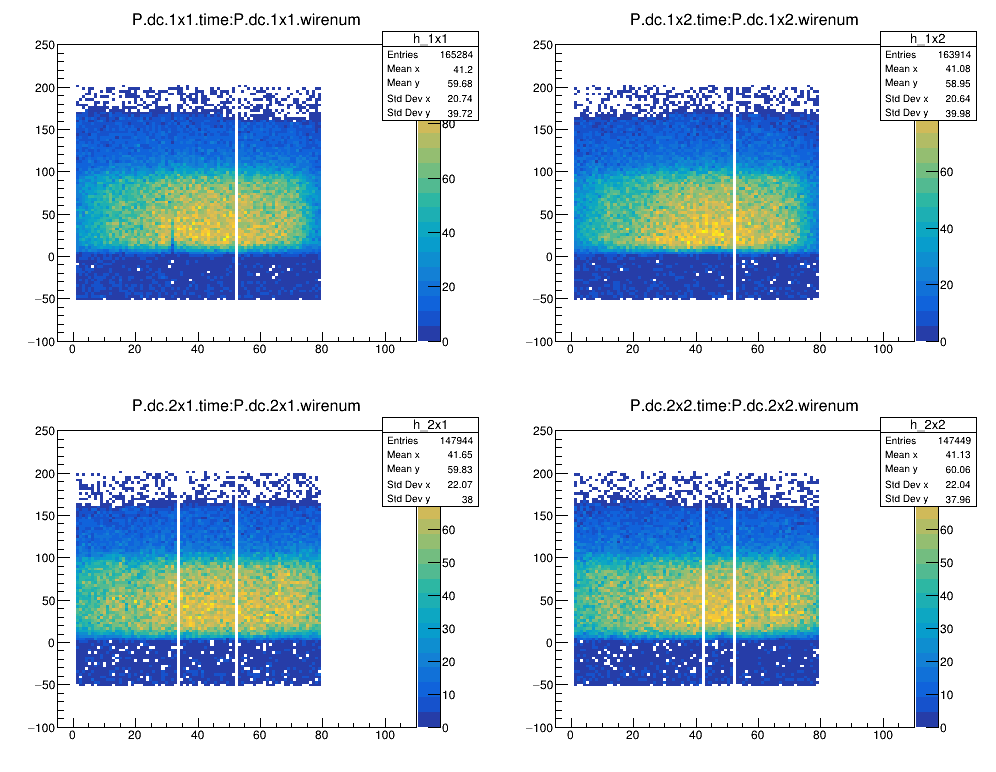 P.dc.1x1.time:P.dc.1x1.wirenum
h_1x1
Entries 165284
Mean x 41.2
Mean y 59.68
Std Dev x 20.74
Std Dev y 39.72
250
200
150
100
50
0
−50
−100
0 20 40 60 80 100
80
60
40
20
0
P.dc.1x2.time:P.dc.1x2.wirenum
h_1x2
Entries 163914
Mean x 41.08
Mean y 58.95
Std Dev x 20.64
Std Dev y 39.98
250
200
150
100
50
0
−50
−100
0 20 40 60 80 100
60
40
20
0
P.dc.2x1.time:P.dc.2x1.wirenum
h_2x1
Entries 147944
Mean x 41.65
Mean y 59.83
Std Dev x 22.07
Std Dev y 38
250
200
150
100
50
0
−50
−100
0 20 40 60 80 100
60
50
40
30
20
10
0
P.dc.2x2.time:P.dc.2x2.wirenum
h_2x2
Entries 147449
Mean x 41.13
Mean y 60.06
Std Dev x 22.04
Std Dev y 37.96
250
200
150
100
50
0
−50
−100
0 20 40 60 80 100
60
50
40
30
20
10
0